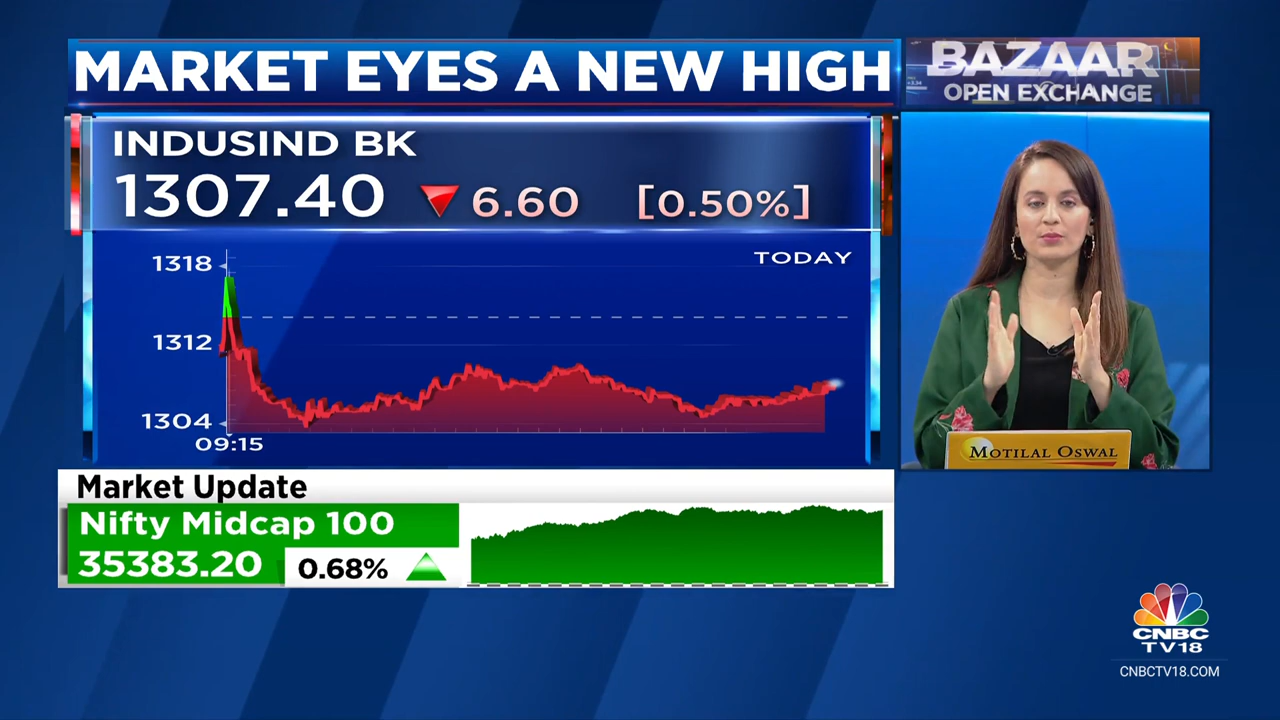 MARKET EYES A NEW HIGH
BAZAAR
OPEN EXCHANGE
INDUSIND BK
1307.40 ▼ 6.60 [0.50%]
TODAY
1318
1312
1304
09:15
MOTILAL OSWAL
Market Update
Nifty Midcap 100
35383.20 0.68% ▲
CNBC
TV18
CNBCTV18.COM